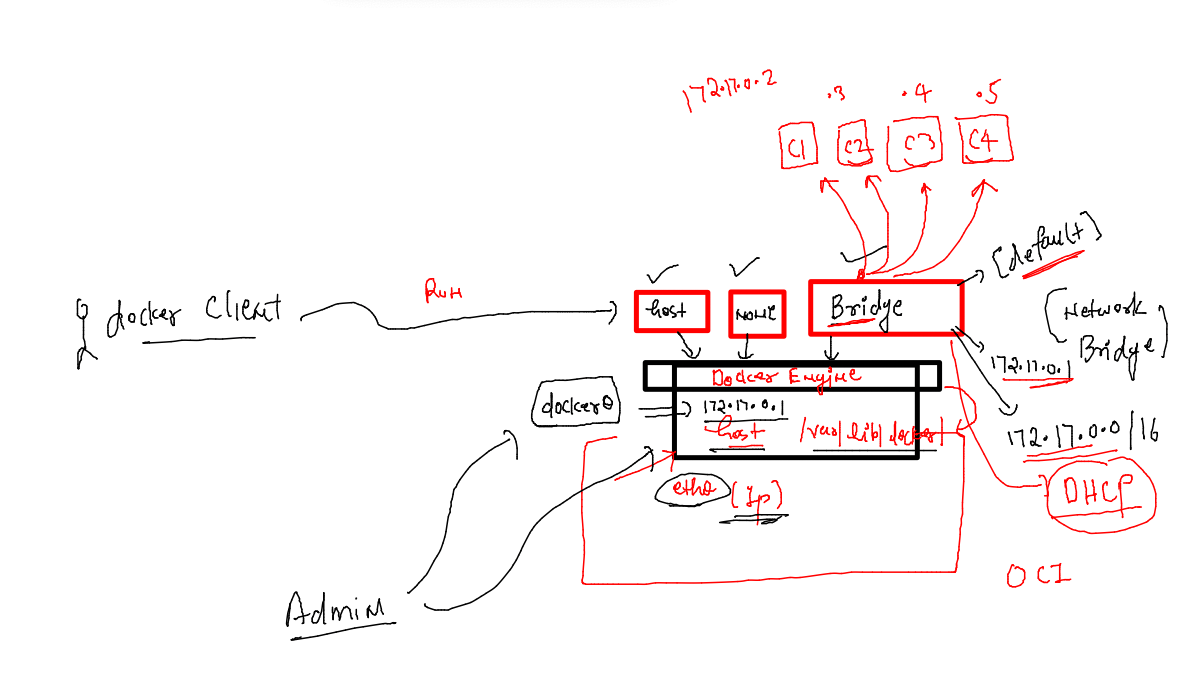 172.17.0.2 .3 .4 .5
C1 C2 C3 C4
[default]
docker Client
Run
host
none
Bridge
[Network
Bridge]
172.17.0.1
Docker Engine
docker0
172.17.0.1
host /var/lib/docker/
172.17.0.0/16
eth0 (Ip)
DHCP
OCI
Admin